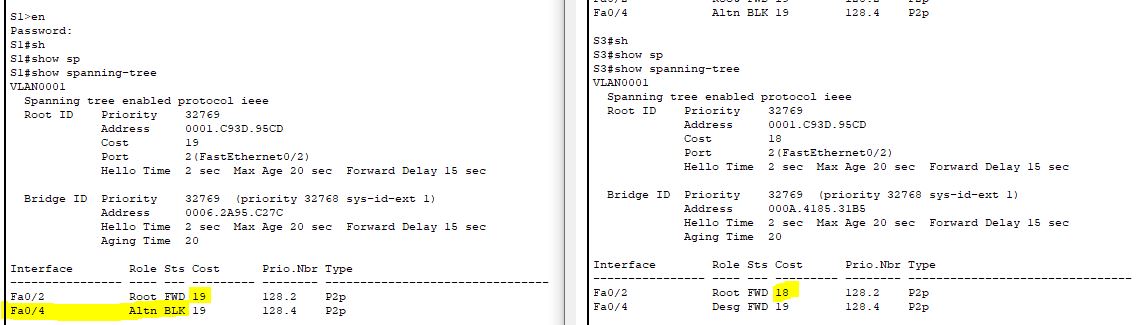 S1>en
Password:
S1#sh
S1#show sp
S1#show spanning-tree
VLAN0001
Spanning tree enabled protocol ieee
Root ID Priority 32769
Address 0001.C93D.95CD
Cost 19
Port 2(FastEthernet0/2)
Hello Time 2 sec Max Age 20 sec Forward Delay 15 sec
Bridge ID Priority 32769 (priority 32768 sys-id-ext 1)
Address 0006.2A95.C27C
Hello Time 2 sec Max Age 20 sec Forward Delay 15 sec
Aging Time 20
Interface Role Sts Cost Prio.Nbr Type
---------------- ---- --- --------- -------- --------------------------------
Fa0/2 Root FWD 19 128.2 P2p
Fa0/4 Altn BLK 19 128.4 P2p
Fa0/4 Altn BLK 19 128.4 P2p
S3#sh
S3#show sp
S3#show spanning-tree
VLAN0001
Spanning tree enabled protocol ieee
Root ID Priority 32769
Address 0001.C93D.95CD
Cost 18
Port 2(FastEthernet0/2)
Hello Time 2 sec Max Age 20 sec Forward Delay 15 sec
Bridge ID Priority 32769 (priority 32768 sys-id-ext 1)
Address 000A.4185.31B5
Hello Time 2 sec Max Age 20 sec Forward Delay 15 sec
Aging Time 20
Interface Role Sts Cost Prio.Nbr Type
---------------- ---- --- --------- -------- --------------------------------
Fa0/2 Root FWD 18 128.2 P2p
Fa0/4 Desg FWD 19 128.4 P2p